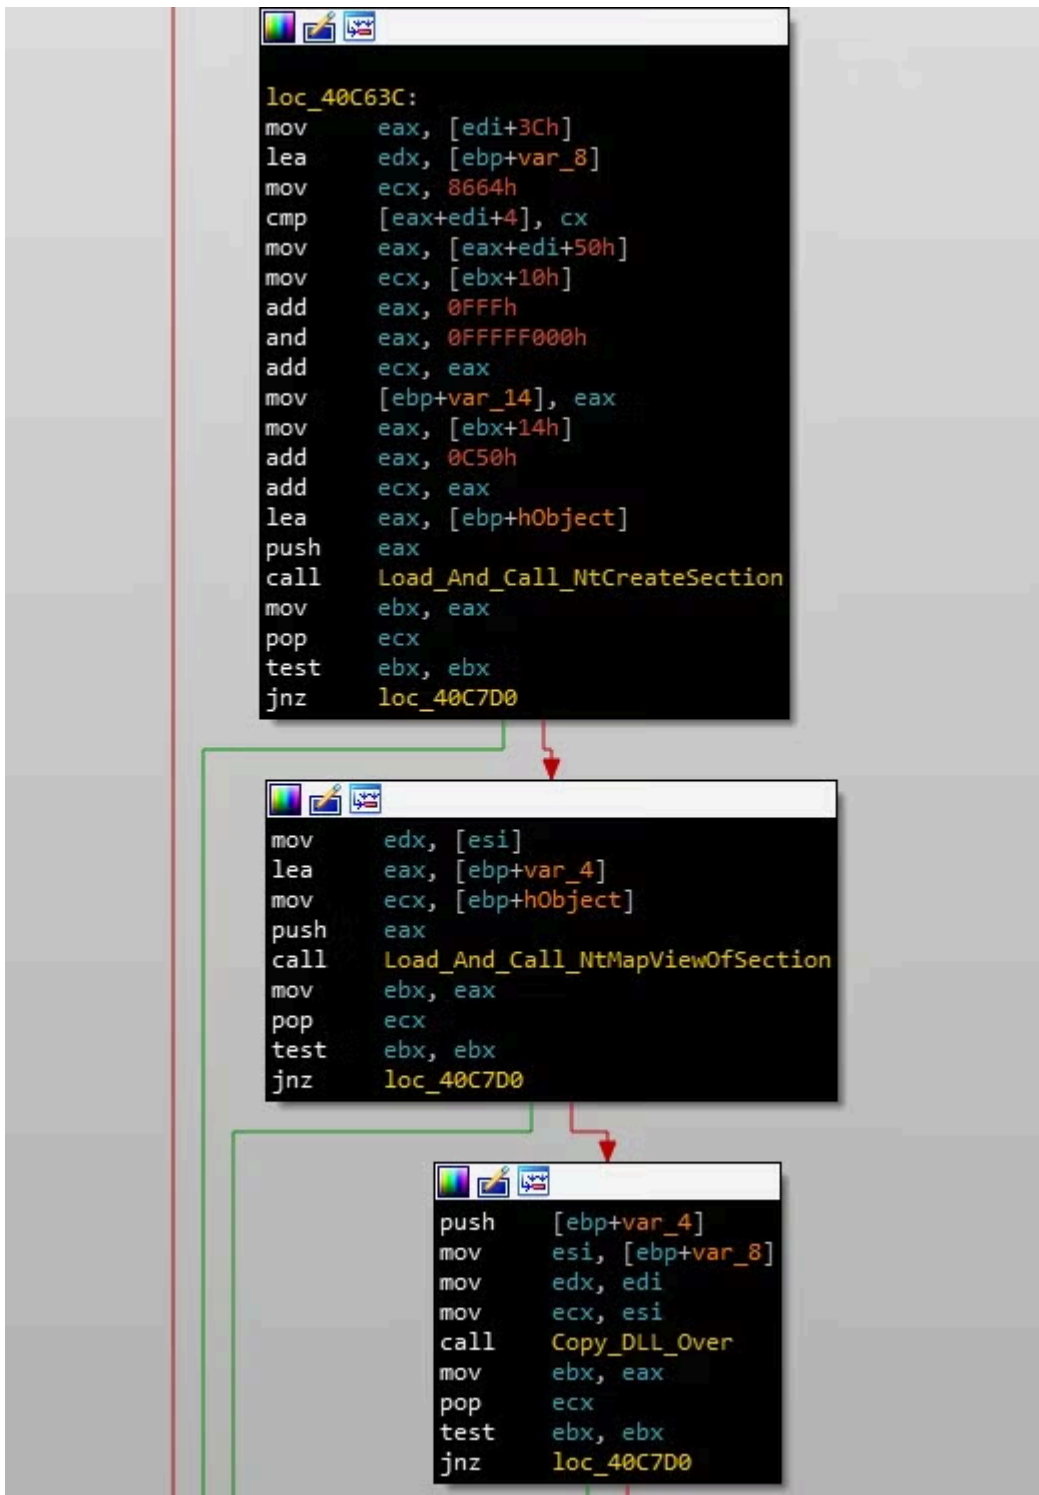 loc_40C63C:
mov eax, [edi+3Ch]
lea edx, [ebp+var_8]
mov ecx, 8664h
cmp [eax+edi+4], cx
mov eax, [eax+edi+50h]
mov ecx, [ebx+10h]
add eax, 0FFFh
and eax, 0FFFFF000h
add ecx, eax
mov [ebp+var_14], eax
mov eax, [ebx+14h]
add eax, 0C50h
add ecx, eax
lea eax, [ebp+hObject]
push eax
call Load_And_Call_NtCreateSection
mov ebx, eax
pop ecx
test ebx, ebx
jnz loc_40C7D0
mov edx, [esi]
lea eax, [ebp+var_4]
mov ecx, [ebp+hObject]
push eax
call Load_And_Call_NtMapViewOfSection
mov ebx, eax
pop ecx
test ebx, ebx
jnz loc_40C7D0
push [ebp+var_4]
mov esi, [ebp+var_8]
mov edx, edi
mov ecx, esi
call Copy_DLL_Over
mov ebx, eax
pop ecx
test ebx, ebx
jnz loc_40C7D0